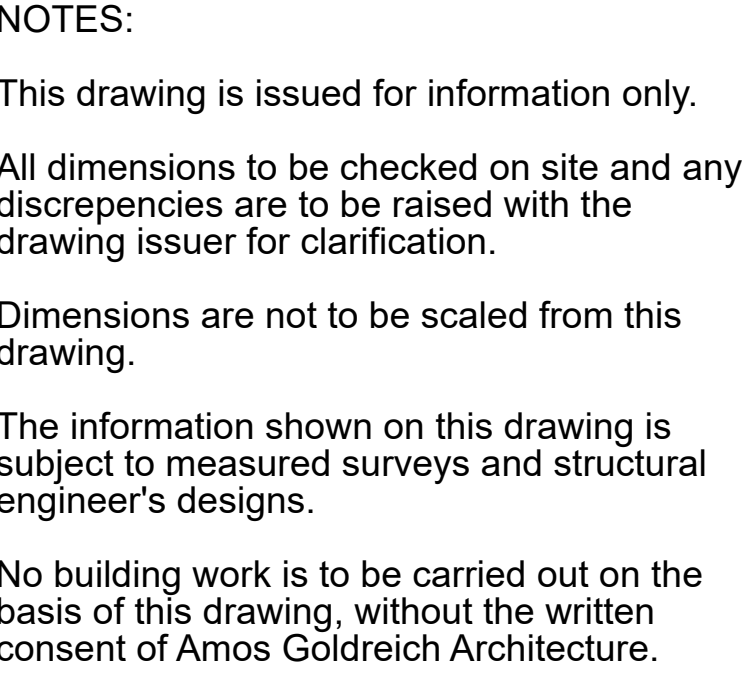 NOTES:
This drawing is issued for information only.
All dimensions to be checked on site and any
discrepencies are to be raised with the
drawing issuer for clarification.
Dimensions are not to be scaled from this
drawing.
The information shown on this drawing is
subject to measured surveys and structural
engineer's designs.
No building work is to be carried out on the
basis of this drawing, without the written
consent of Amos Goldreich Architecture.